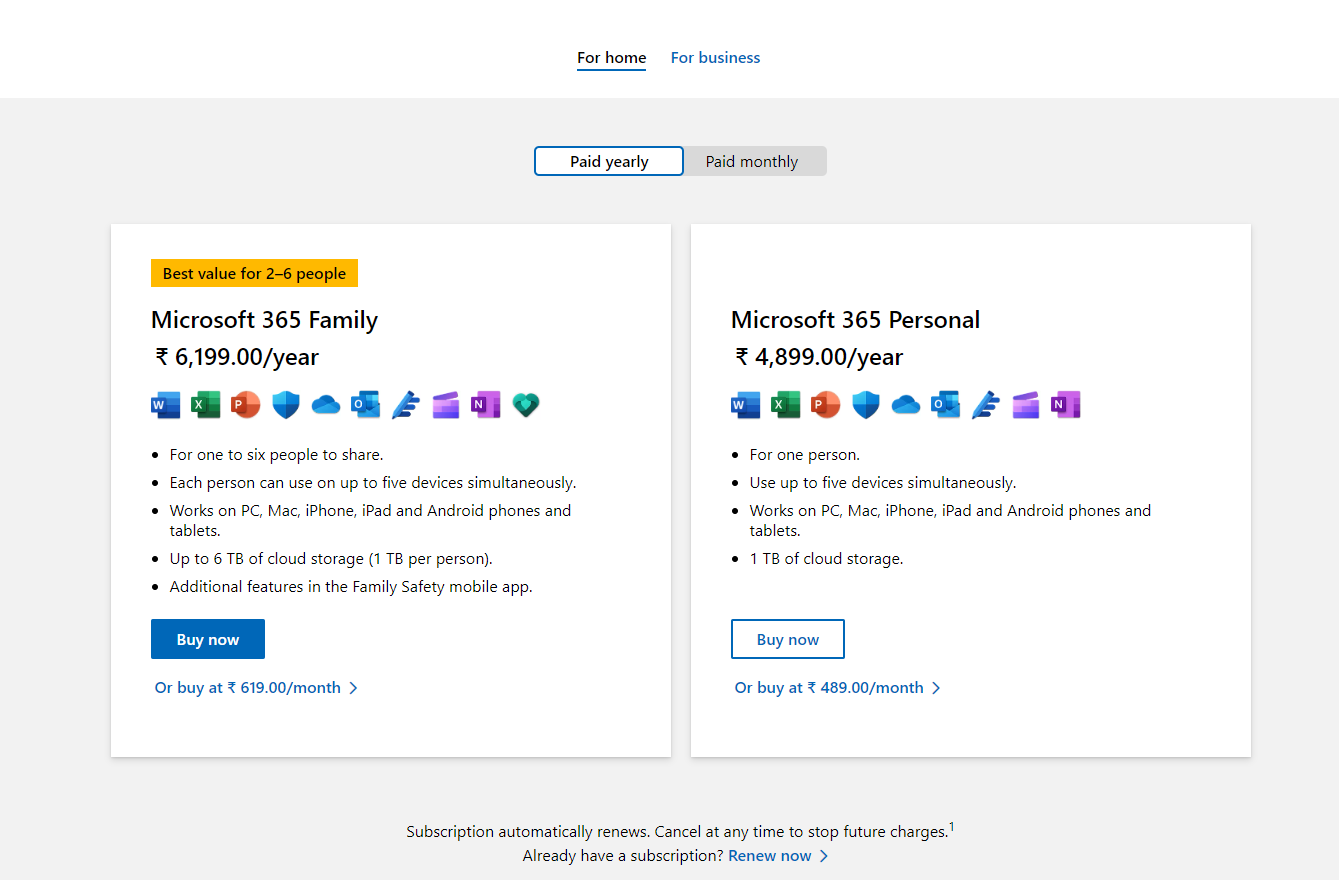 For home For business
Paid yearly Paid monthly
Best value for 2–6 people
Microsoft 365 Family
₹ 6,199.00/year
W X P O N
• For one to six people to share.
• Each person can use on up to five devices simultaneously.
• Works on PC, Mac, iPhone, iPad and Android phones and
tablets.
• Up to 6 TB of cloud storage (1 TB per person).
• Additional features in the Family Safety mobile app.
Buy now
Or buy at ₹ 619.00/month
Microsoft 365 Personal
₹ 4,899.00/year
W X P O N
• For one person.
• Use up to five devices simultaneously.
• Works on PC, Mac, iPhone, iPad and Android phones and
tablets.
• 1 TB of cloud storage.
Buy now
Or buy at ₹ 489.00/month
Subscription automatically renews. Cancel at any time to stop future charges.1
Already have a subscription? Renew now